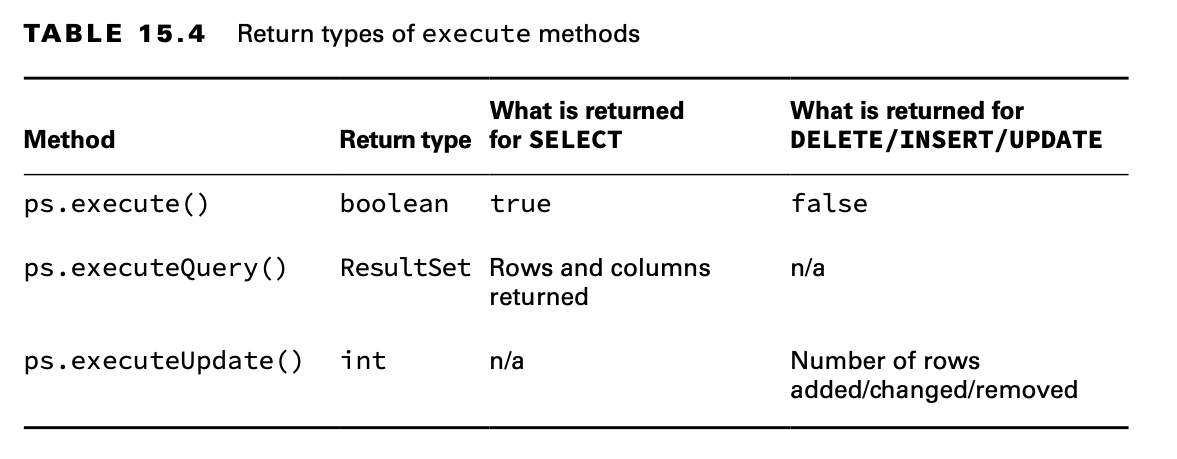 TABLE 15.4 Return types of execute methods
What is returned What is returned for
Method Return type for SELECT DELETE/INSERT/UPDATE
ps.execute() boolean true false
ps.executeQuery() ResultSet Rows and columns n/a
returned
ps.executeUpdate() int n/a Number of rows
added/changed/removed